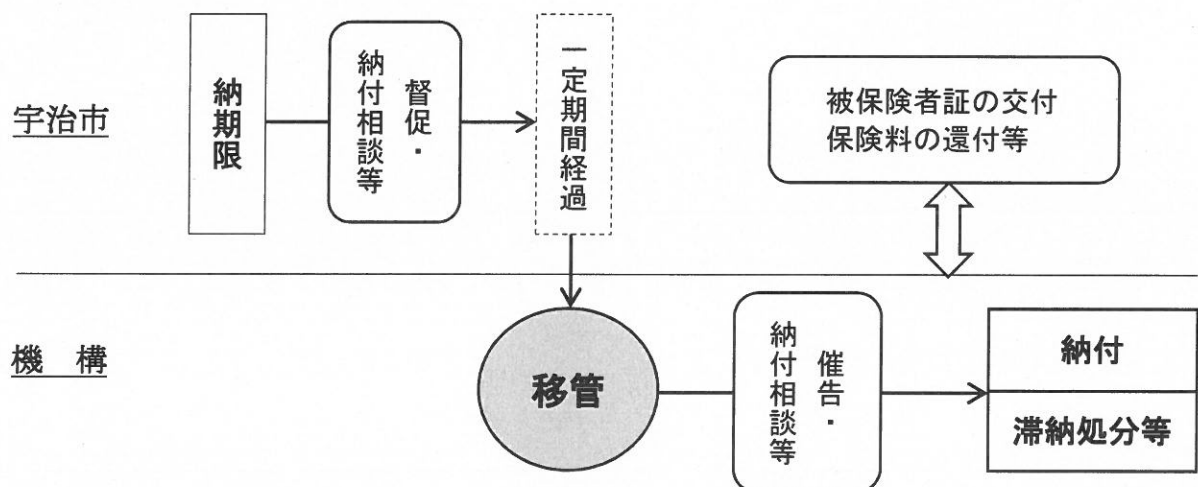 宇治市
納期限
督促・
納付相談等
一定期間経過
被保険者証の交付
保険料の還付等
機　構
移管
催告・
納付相談等
納付
滞納処分等